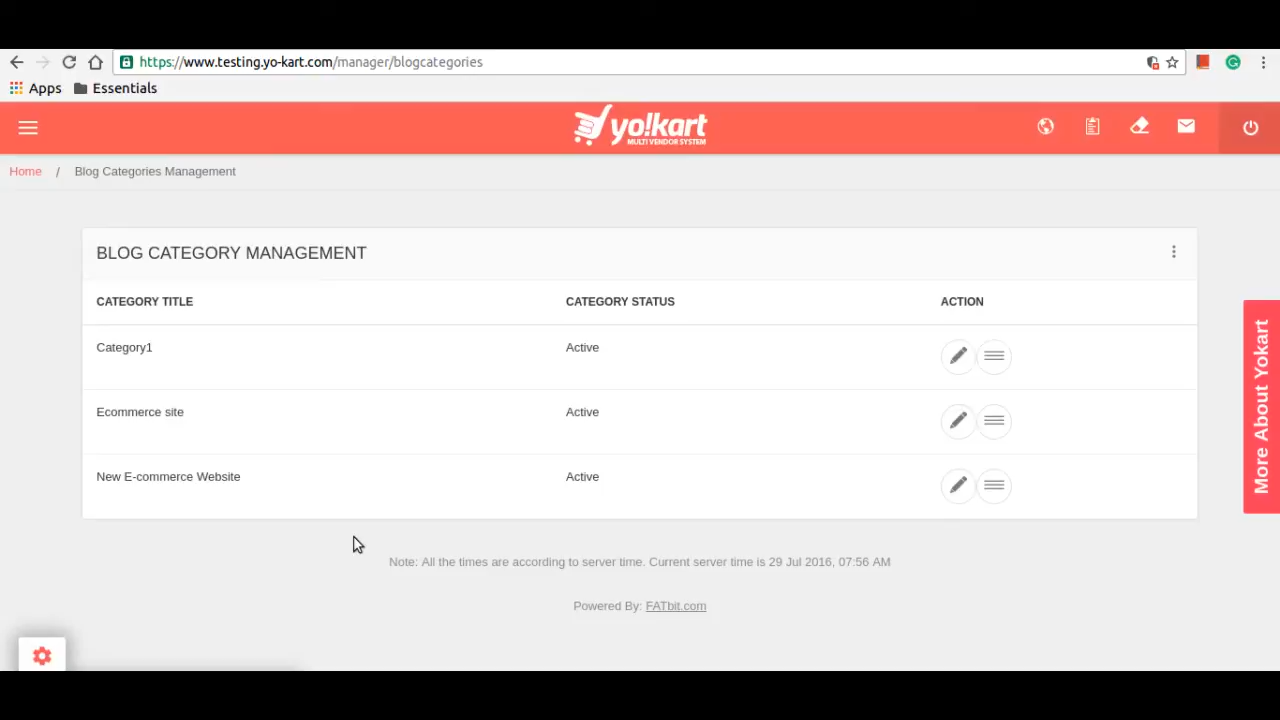 https://www.testing.yo-kart.com/manager/blogcategories
Apps Essentials
yo!kart
MULTI VENDOR SYSTEM
Home / Blog Categories Management
BLOG CATEGORY MANAGEMENT
CATEGORY TITLE CATEGORY STATUS ACTION
Category1 Active
Ecommerce site Active
New E-commerce Website Active
More About Yokart
Note: All the times are according to server time. Current server time is 29 Jul 2016, 07:56 AM
Powered By: FATbit.com